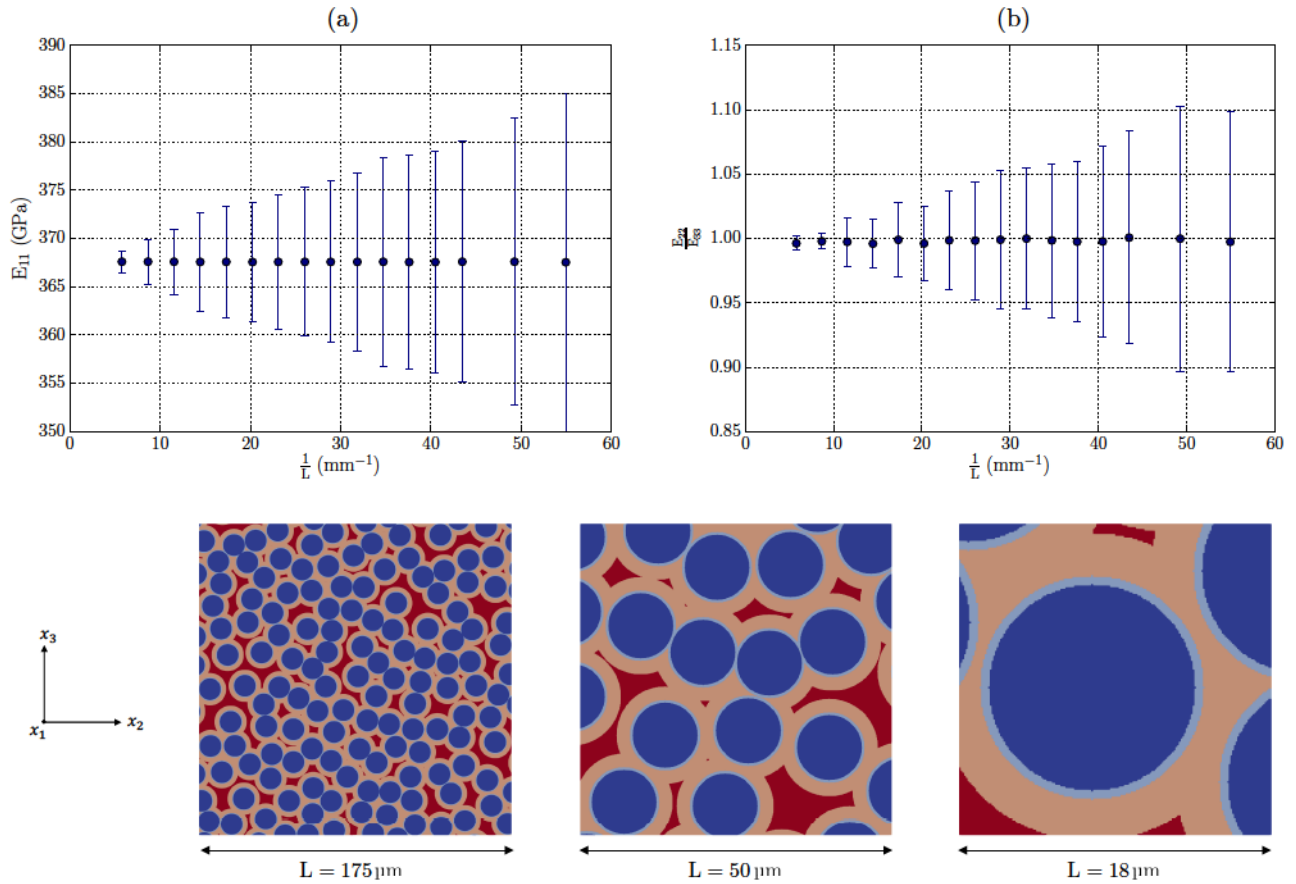 (a)
390
385
380
375
370
365
360
355
350
E11 (GPa)
0 10 20 30 40 50 60
1/L (mm−1)
(b)
1.15
1.10
1.05
1.00
0.95
0.90
0.85
E22/E33
0 10 20 30 40 50 60
1/L (mm−1)
x3
x1
x2
L = 175 µm
L = 50 µm
L = 18 µm